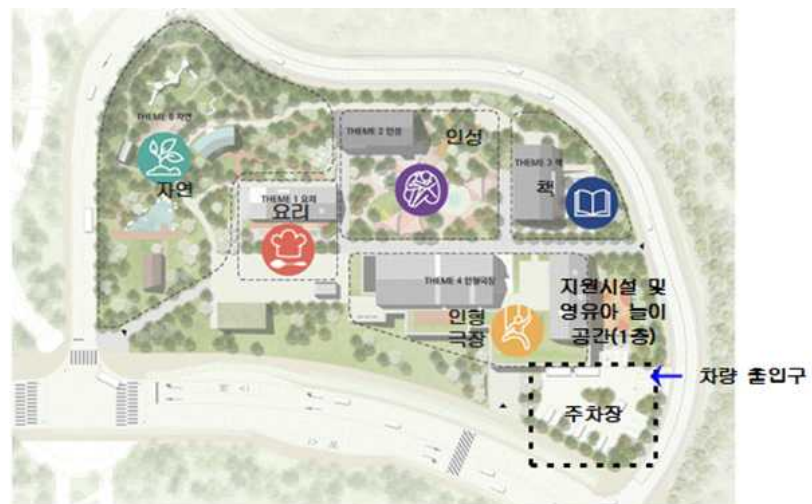 THEME 5 자연
자연
THEME 1 요리
요리
THEME 2 인성
인성
THEME 3 책
책
THEME 4 인형극장
인형
극장
지원시설 및
영유아 놀이
공간(1층)
차량 출입구
주차장